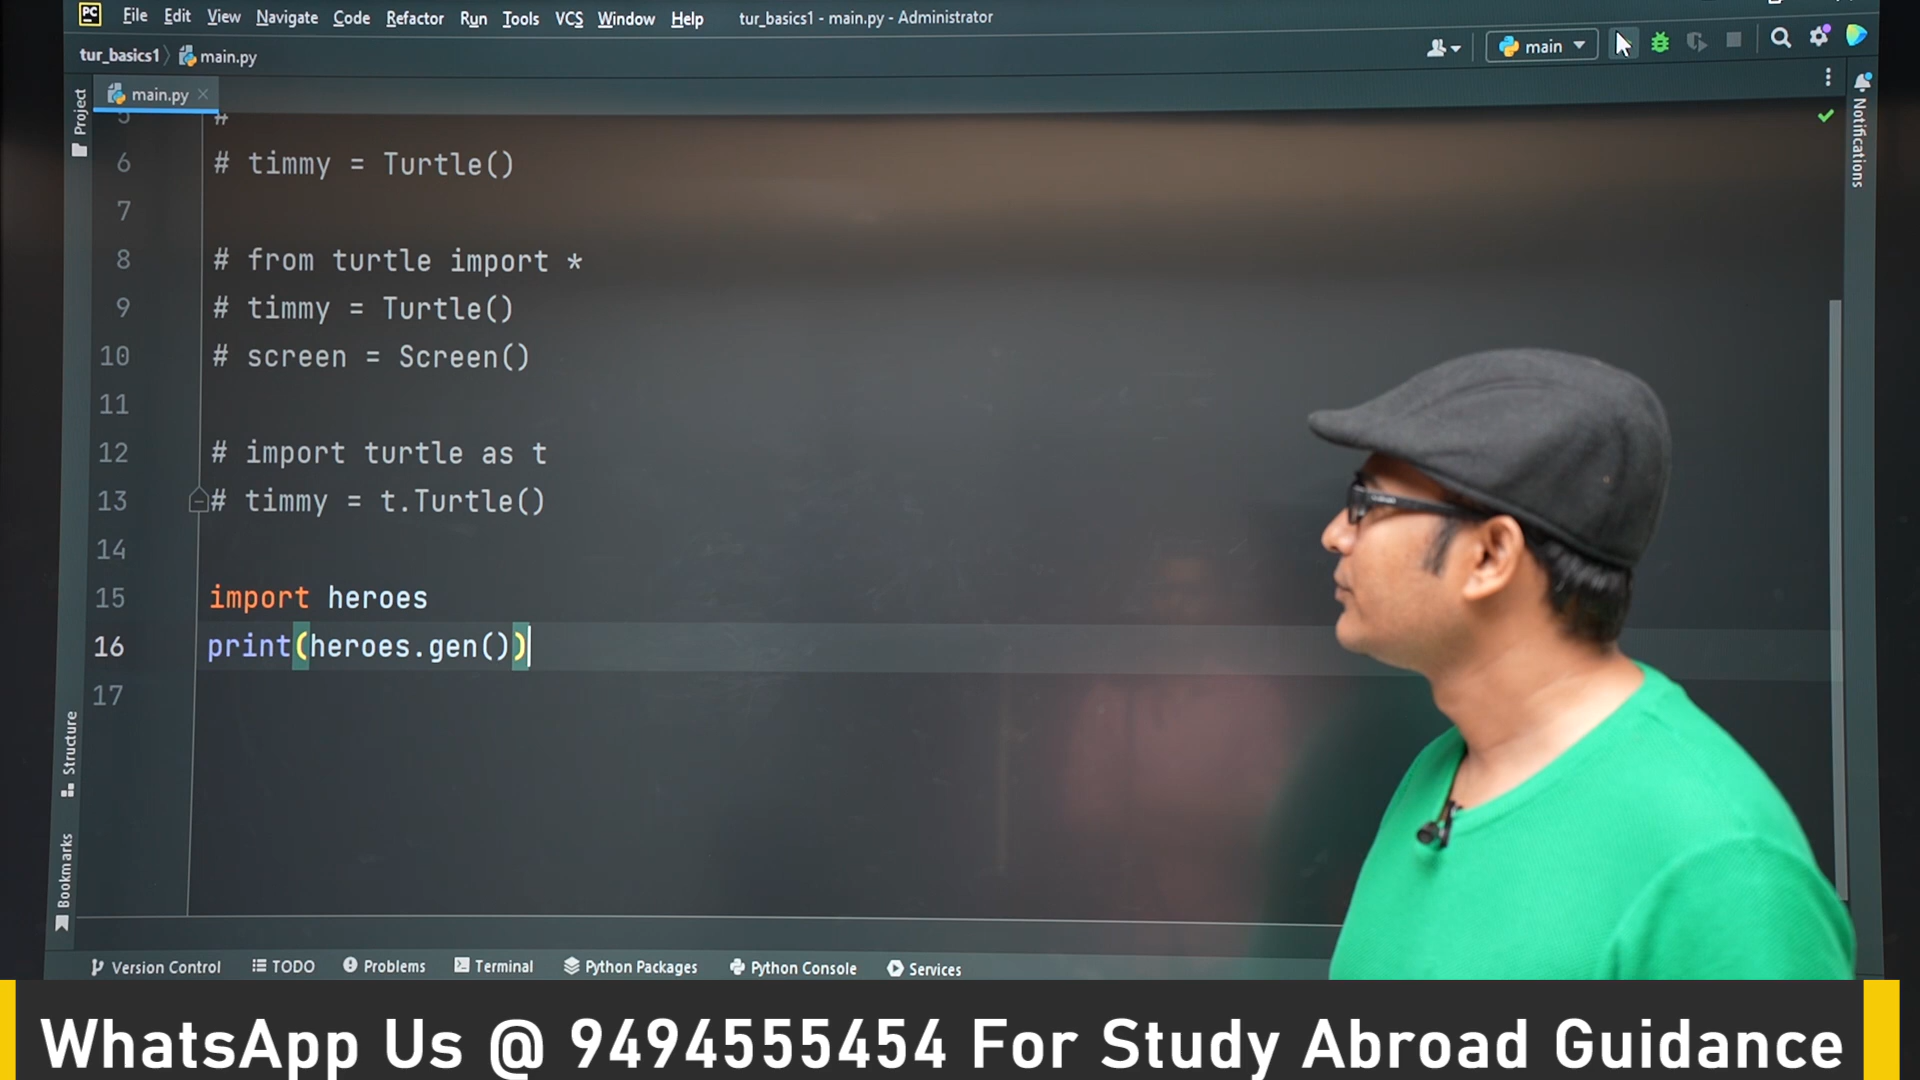 PC File Edit View Navigate Code Refactor Run Tools VCS Window Help tur_basics1 - main.py - Administrator
tur_basics1 main.py
main
main.py
Project
Notifications
5 #
6 # timmy = Turtle()
7
8 # from turtle import *
9 # timmy = Turtle()
10 # screen = Screen()
11
12 # import turtle as t
13 # timmy = t.Turtle()
14
15 import heroes
16 print(heroes.gen())
17
Structure
Bookmarks
Version Control TODO Problems Terminal Python Packages Python Console Services
WhatsApp Us @ 9494555454 For Study Abroad Guidance